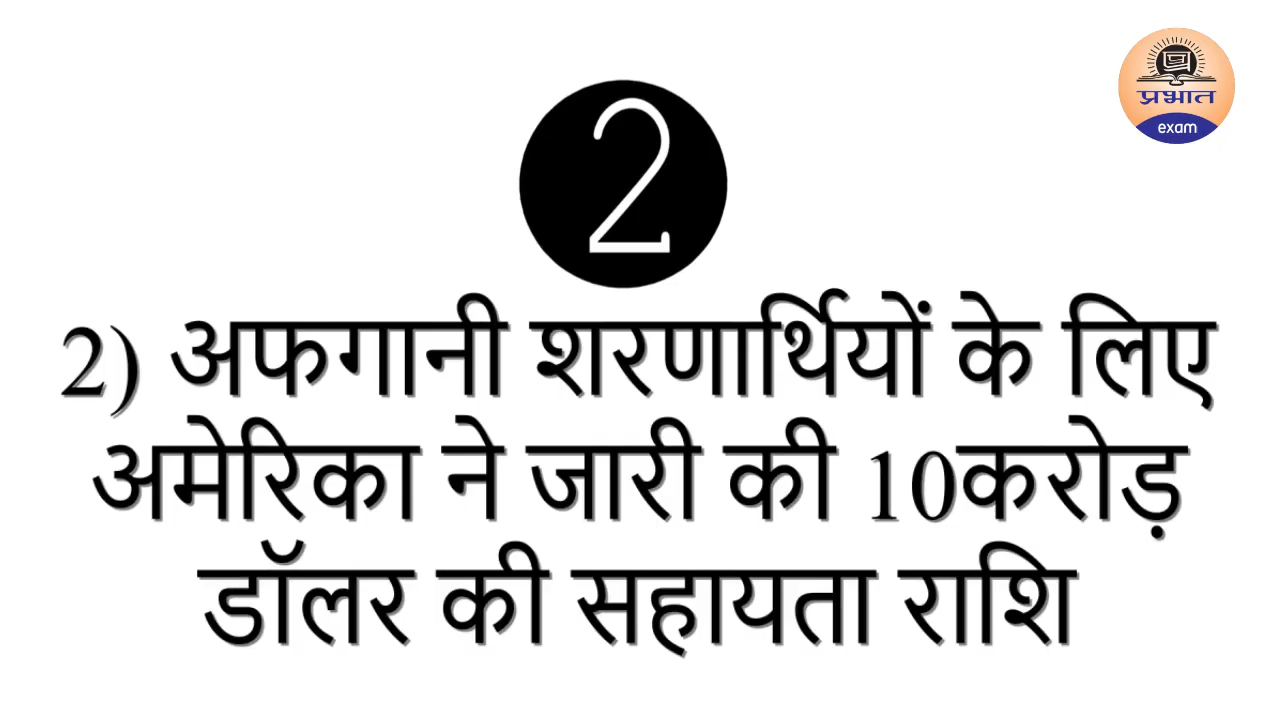 प्रभात
exam
2
2) अफगानी शरणार्थियों के लिए
अमेरिका ने जारी की 10करोड़
डॉलर की सहायता राशि